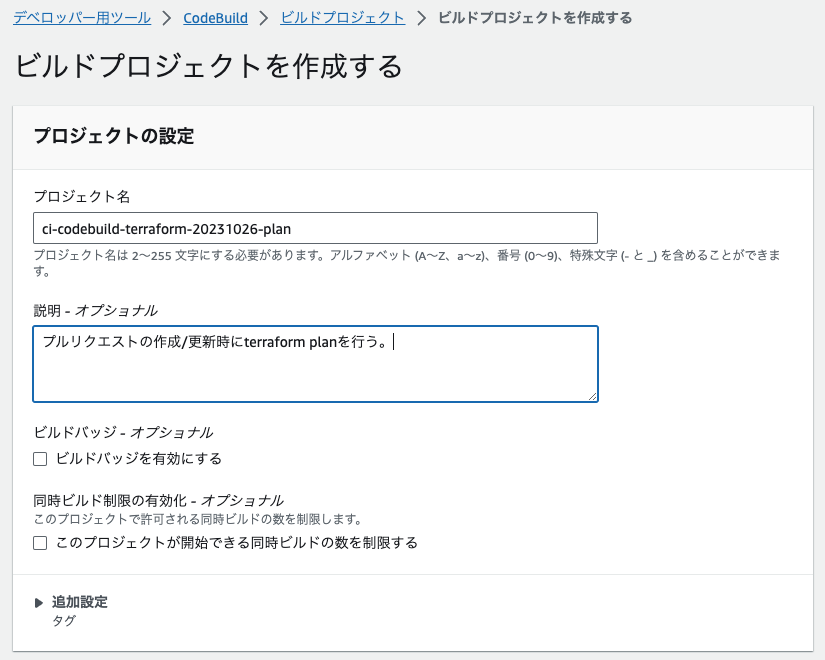 デベロッパー用ツール > CodeBuild > ビルドプロジェクト > ビルドプロジェクトを作成する
ビルドプロジェクトを作成する
プロジェクトの設定
プロジェクト名
ci-codebuild-terraform-20231026-plan
プロジェクト名は 2〜255 文字にする必要があります。アルファベット (A〜Z、a〜z)、番号 (0〜9)、特殊文字 (- と _) を含めることができま
す。
説明 - オプショナル
プルリクエストの作成/更新時にterraform planを行う。
ビルドバッジ - オプショナル
ビルドバッジを有効にする
同時ビルド制限の有効化 - オプショナル
このプロジェクトで許可される同時ビルドの数を制限します。
このプロジェクトが開始できる同時ビルドの数を制限する
追加設定
タグ